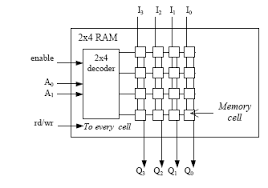 I3 I2 I1 I0
2x4 RAM
enable
2x4
decoder
A0
A1
Memory
cell
rd/wr
To every cell
Q3 Q2 Q1 Q0